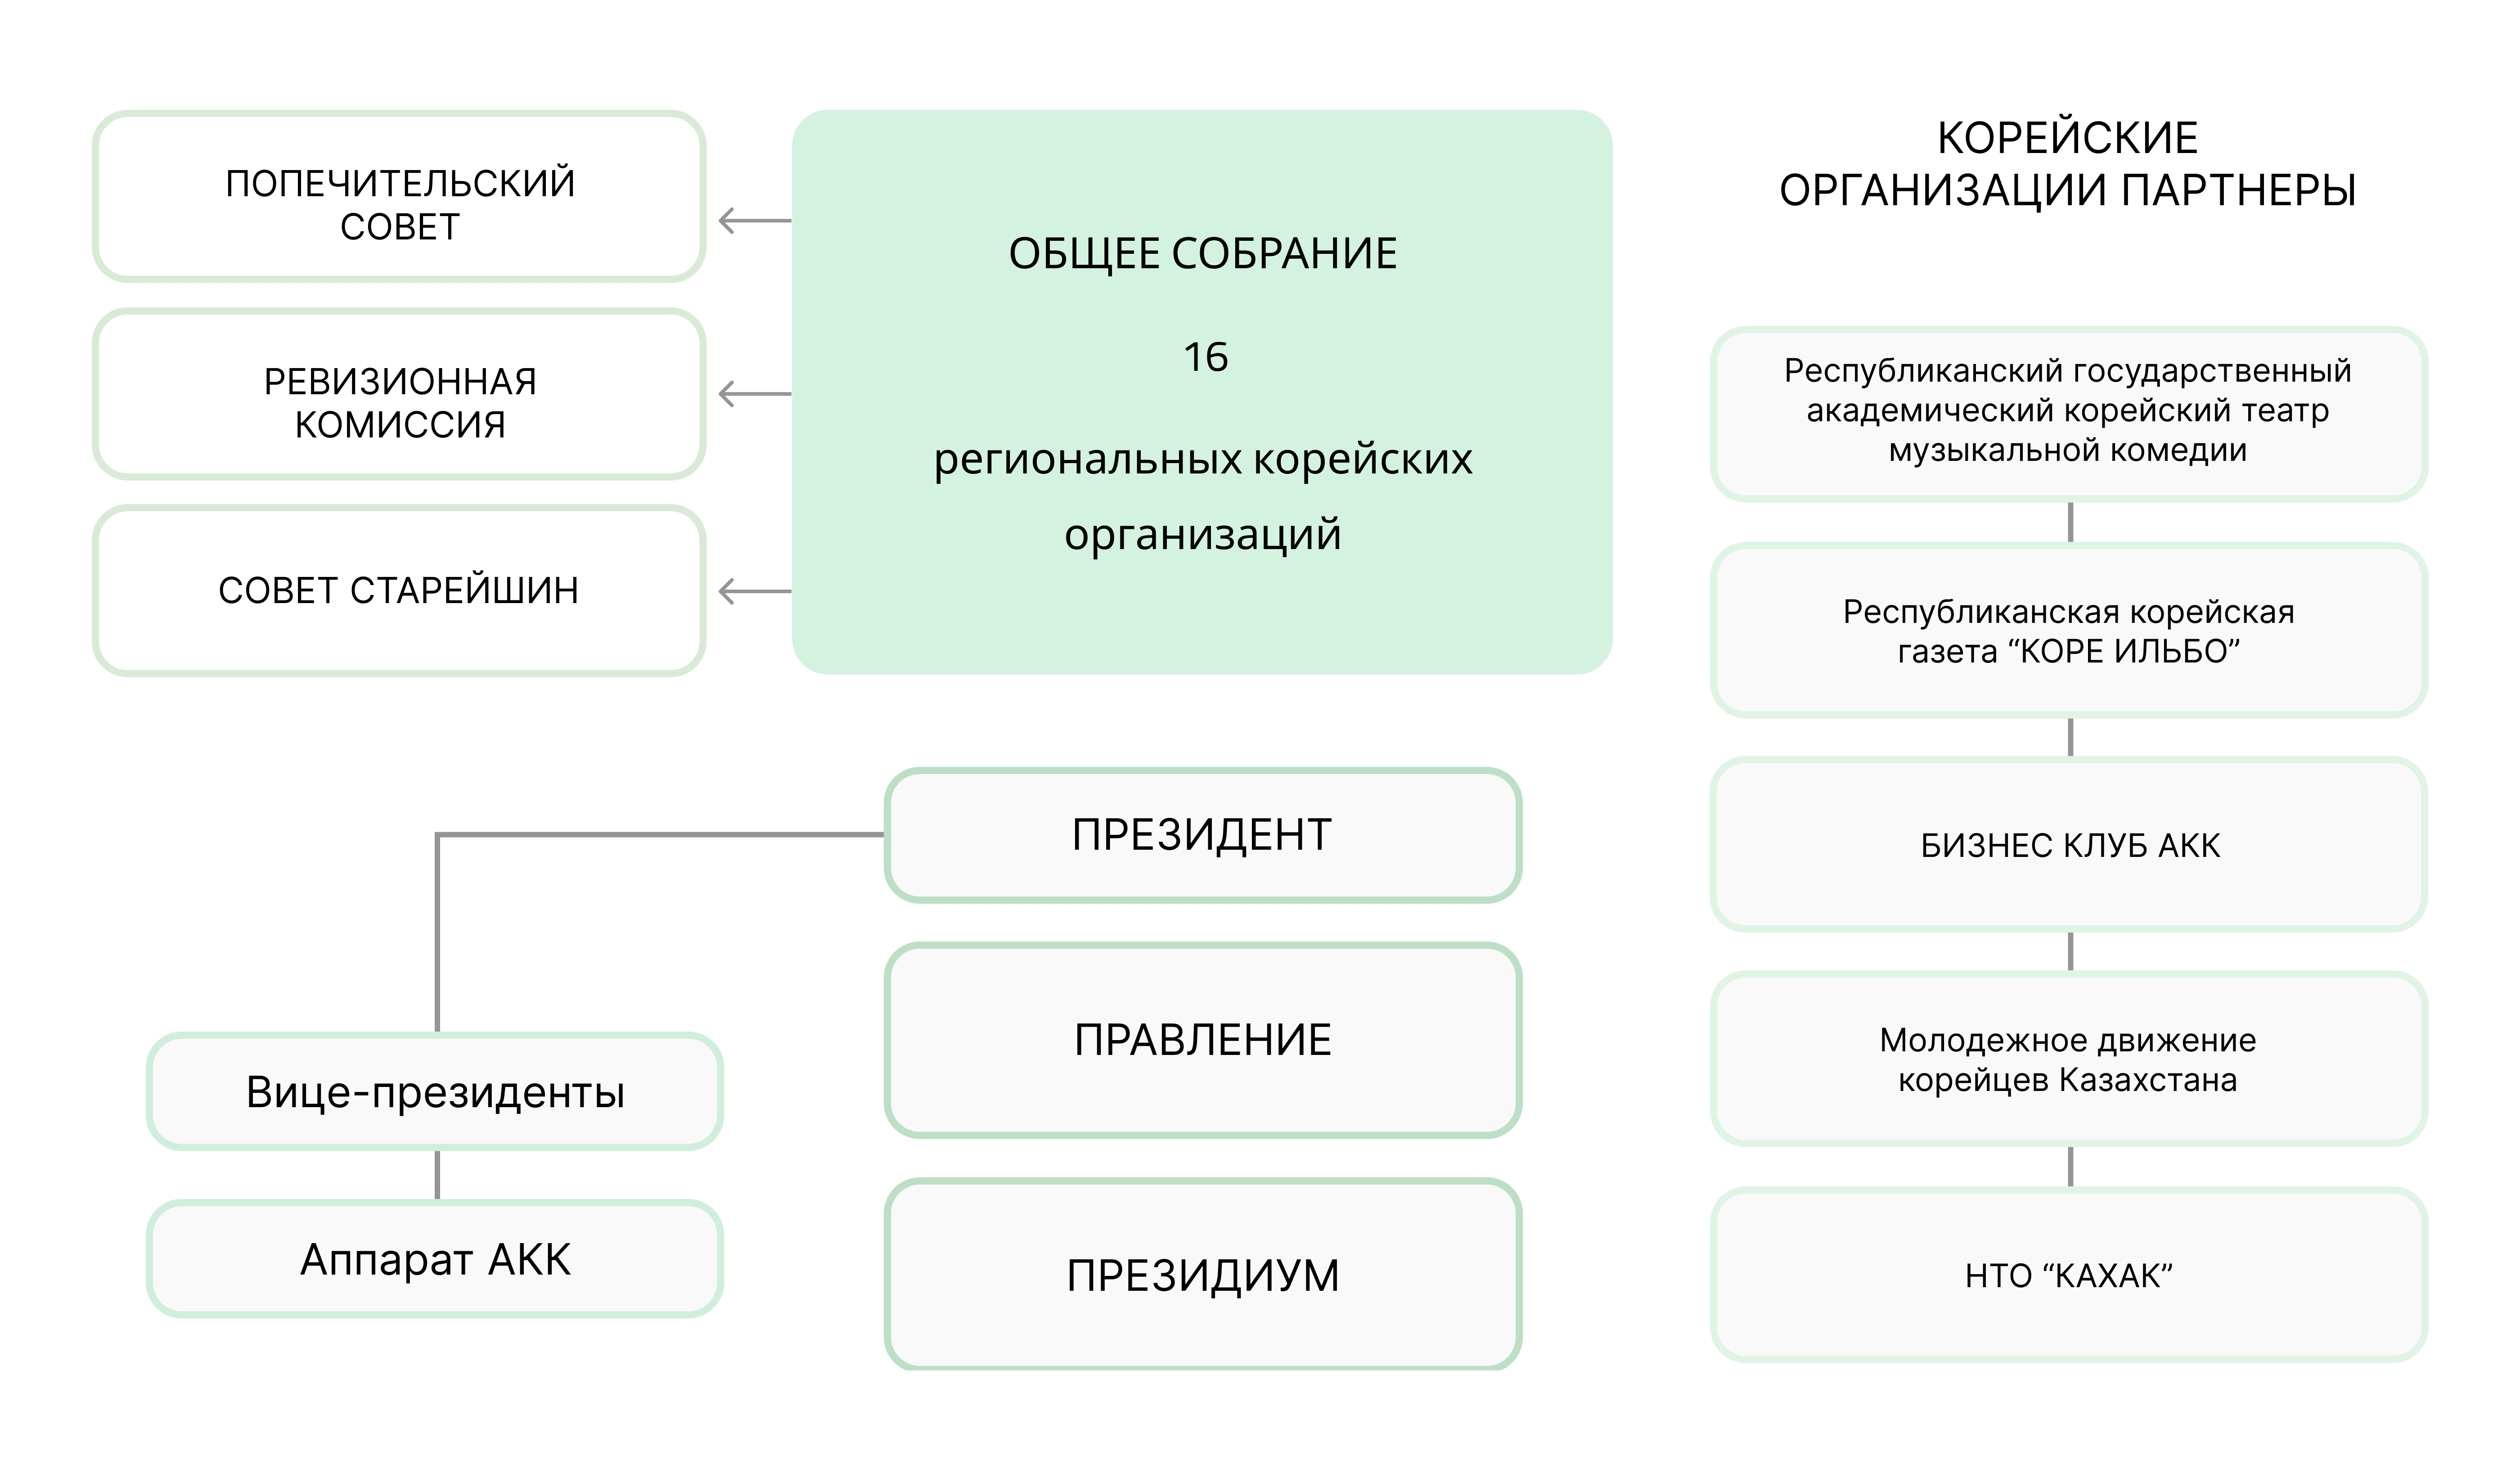 ПОПЕЧИТЕЛЬСКИЙ
СОВЕТ
РЕВИЗИОННАЯ
КОМИССИЯ
СОВЕТ СТАРЕЙШИН
ОБЩЕЕ СОБРАНИЕ
16
региональных корейских
организаций
ПРЕЗИДЕНТ
ПРАВЛЕНИЕ
ПРЕЗИДИУМ
Вице-президенты
Аппарат АКК
КОРЕЙСКИЕ
ОРГАНИЗАЦИИ ПАРТНЕРЫ
Республиканский государственный
академический корейский театр
музыкальной комедии
Республиканская корейская
газета “КОРЕ ИЛЬБО”
БИЗНЕС КЛУБ АКК
Молодежное движение
корейцев Казахстана
НТО “КАХАК”